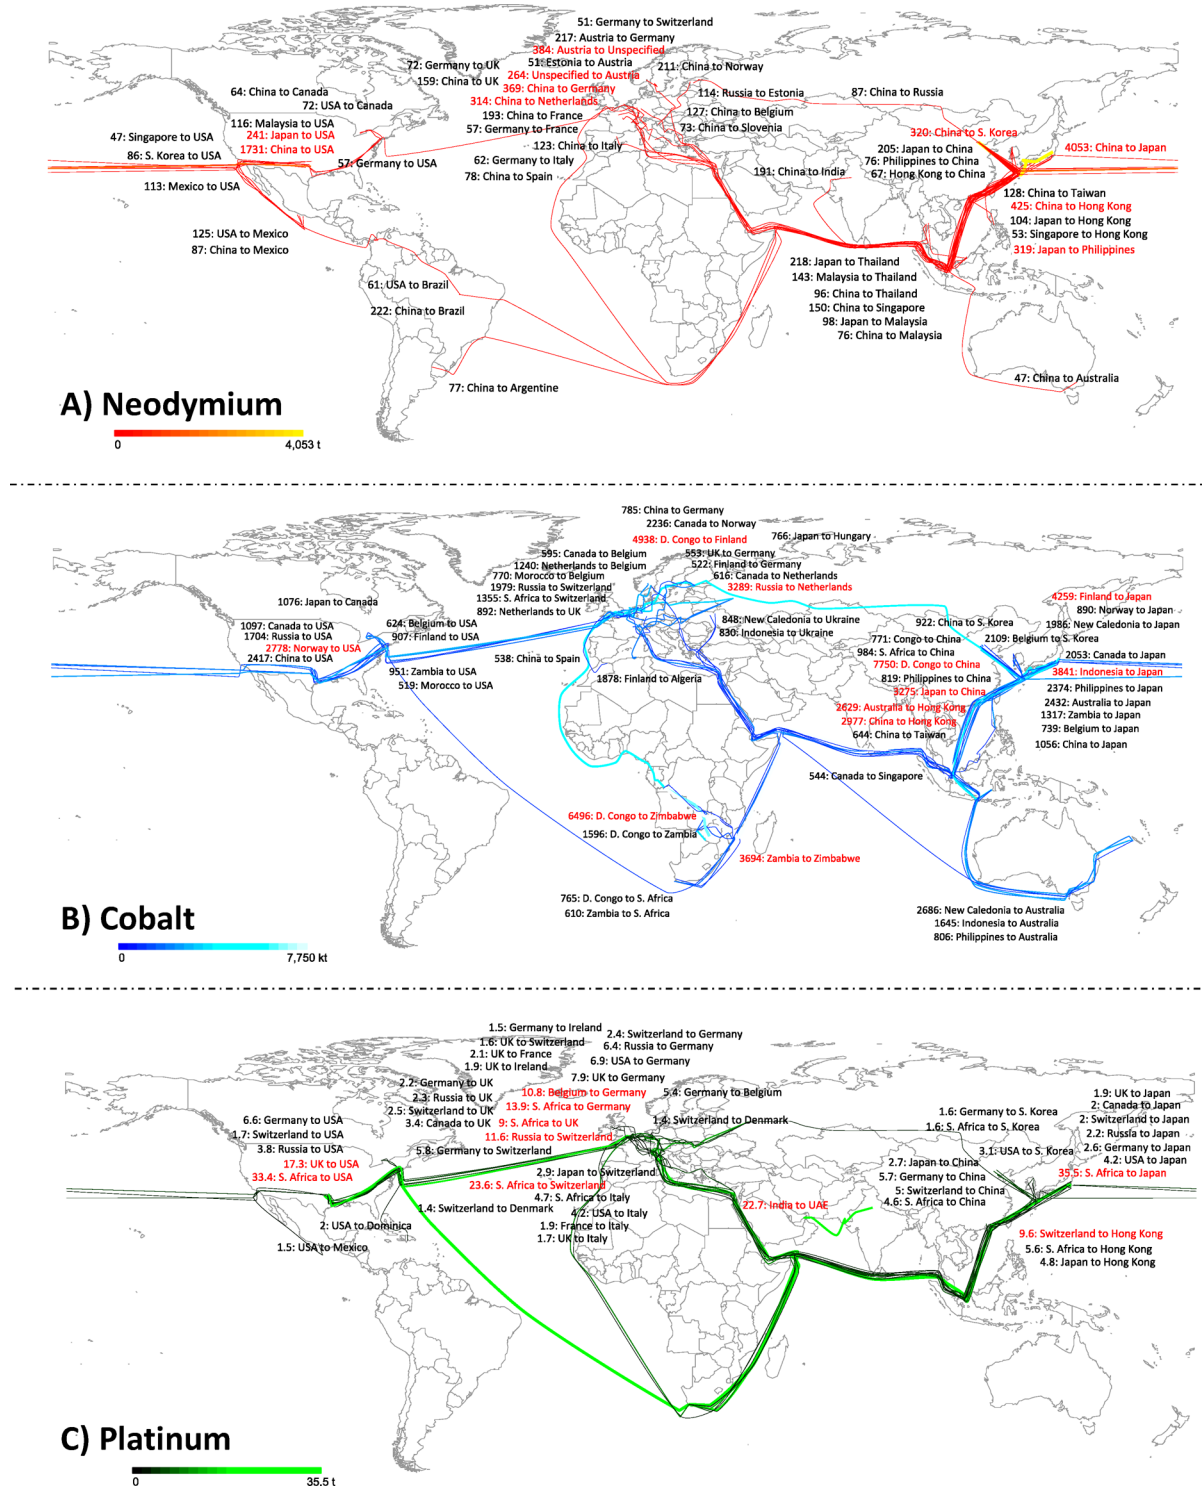 51: Germany to Switzerland
217: Austria to Germany
384: Austria to Unspecified
72: Germany to UK
51: Estonia to Austria
211: China to Norway
159: China to UK
264: Unspecified to Austria
369: China to Germany
314: China to Netherlands
64: China to Canada
72: USA to Canada
114: Russia to Estonia
87: China to Russia
193: China to France
127: China to Belgium
57: Germany to France
73: China to Slovenia
116: Malaysia to USA
47: Singapore to USA
241: Japan to USA
1731: China to USA
86: S. Korea to USA
57: Germany to USA
123: China to Italy
62: Germany to Italy
78: China to Spain
191: China to India
320: China to S. Korea
205: Japan to China
76: Philippines to China
67: Hong Kong to China
4053: China to Japan
113: Mexico to USA
128: China to Taiwan
425: China to Hong Kong
104: Japan to Hong Kong
53: Singapore to Hong Kong
319: Japan to Philippines
125: USA to Mexico
87: China to Mexico
218: Japan to Thailand
143: Malaysia to Thailand
96: China to Thailand
150: China to Singapore
98: Japan to Malaysia
76: China to Malaysia
61: USA to Brazil
222: China to Brazil
77: China to Argentine
47: China to Australia
A) Neodymium
0 4,053 t
785: China to Germany
2236: Canada to Norway
4938: D. Congo to Finland
766: Japan to Hungary
595: Canada to Belgium
553: UK to Germany
1240: Netherlands to Belgium
522: Finland to Germany
770: Morocco to Belgium
616: Canada to Netherlands
1979: Russia to Switzerland
3289: Russia to Netherlands
1355: S. Africa to Switzerland
892: Netherlands to UK
1076: Japan to Canada
1097: Canada to USA
624: Belgium to USA
1704: Russia to USA
907: Finland to USA
2778: Norway to USA
2417: China to USA
951: Zambia to USA
519: Morocco to USA
538: China to Spain
1878: Finland to Algeria
848: New Caledonia to Ukraine
830: Indonesia to Ukraine
4259: Finland to Japan
890: Norway to Japan
922: China to S. Korea
1986: New Caledonia to Japan
771: Congo to China
2109: Belgium to S. Korea
984: S. Africa to China
2053: Canada to Japan
7750: D. Congo to China
3841: Indonesia to Japan
819: Philippines to China
2374: Philippines to Japan
3275: Japan to China
2432: Australia to Japan
2629: Australia to Hong Kong
1317: Zambia to Japan
2977: China to Hong Kong
739: Belgium to Japan
644: China to Taiwan
1056: China to Japan
544: Canada to Singapore
6496: D. Congo to Zimbabwe
1596: D. Congo to Zambia
3694: Zambia to Zimbabwe
765: D. Congo to S. Africa
610: Zambia to S. Africa
2686: New Caledonia to Australia
1645: Indonesia to Australia
806: Philippines to Australia
B) Cobalt
0 7,750 kt
1.5: Germany to Ireland
2.4: Switzerland to Germany
1.6: UK to Switzerland
6.4: Russia to Germany
2.1: UK to France
6.9: USA to Germany
1.9: UK to Ireland
7.9: UK to Germany
2.2: Germany to UK
10.8: Belgium to Germany
5.4: Germany to Belgium
2.3: Russia to UK
13.9: S. Africa to Germany
2.5: Switzerland to UK
9: S. Africa to UK
1.4: Switzerland to Denmark
3.4: Canada to UK
11.6: Russia to Switzerland
5.8: Germany to Switzerland
6.6: Germany to USA
1.7: Switzerland to USA
3.8: Russia to USA
17.3: UK to USA
33.4: S. Africa to USA
2.9: Japan to Switzerland
23.6: S. Africa to Switzerland
4.7: S. Africa to Italy
1.4: Switzerland to Denmark
4.2: USA to Italy
1.9: France to Italy
1.7: UK to Italy
2: USA to Dominica
1.5: USA to Mexico
22.7: India to UAE
1.6: Germany to S. Korea
1.6: S. Africa to S. Korea
3.1: USA to S. Korea
2.7: Japan to China
5.7: Germany to China
5: Switzerland to China
4.6: S. Africa to China
1.9: UK to Japan
2: Canada to Japan
2: Switzerland to Japan
2.2: Russia to Japan
2.6: Germany to Japan
4.2: USA to Japan
35.5: S. Africa to Japan
9.6: Switzerland to Hong Kong
5.6: S. Africa to Hong Kong
4.8: Japan to Hong Kong
C) Platinum
0 35.5 t